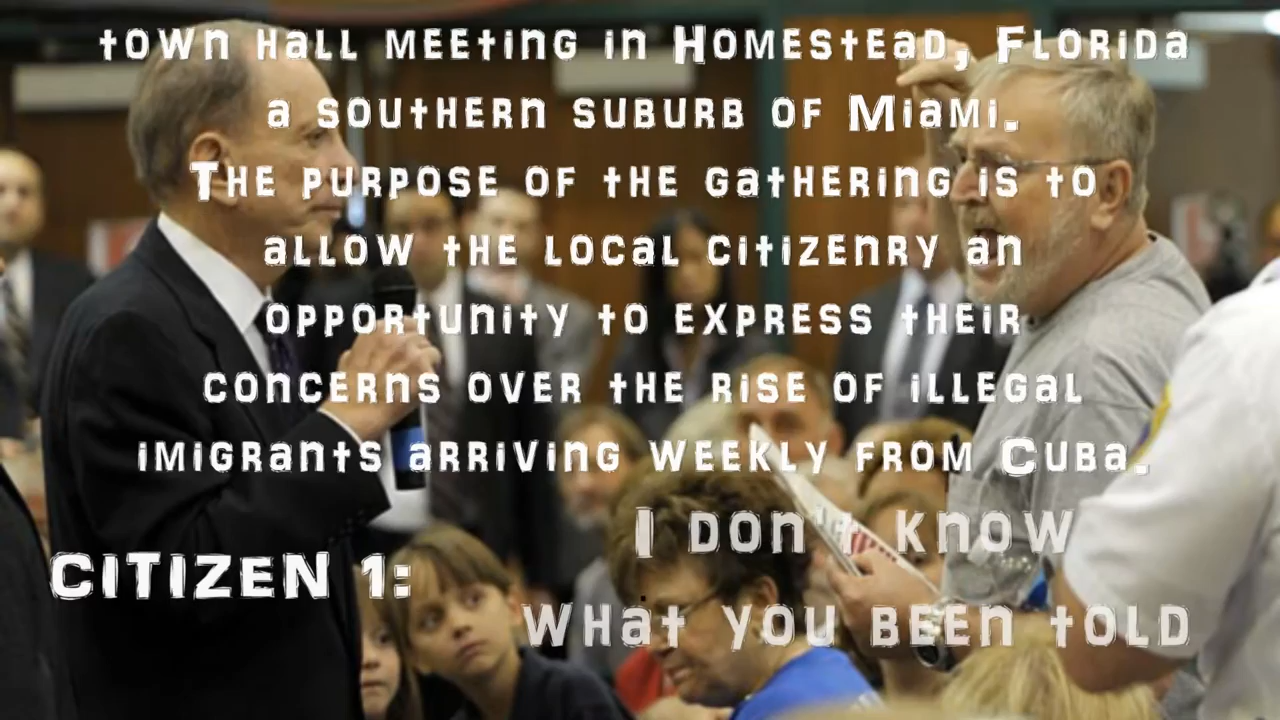 town hall meeting in Homestead, Florida
a southern suburb of Miami.
The purpose of the gathering is to
allow the local citizenry an
opportunity to express their
concerns over the rise of illegal
imigrants arriving weekly from Cuba.
I don't know
CITIZEN 1:
what you been told